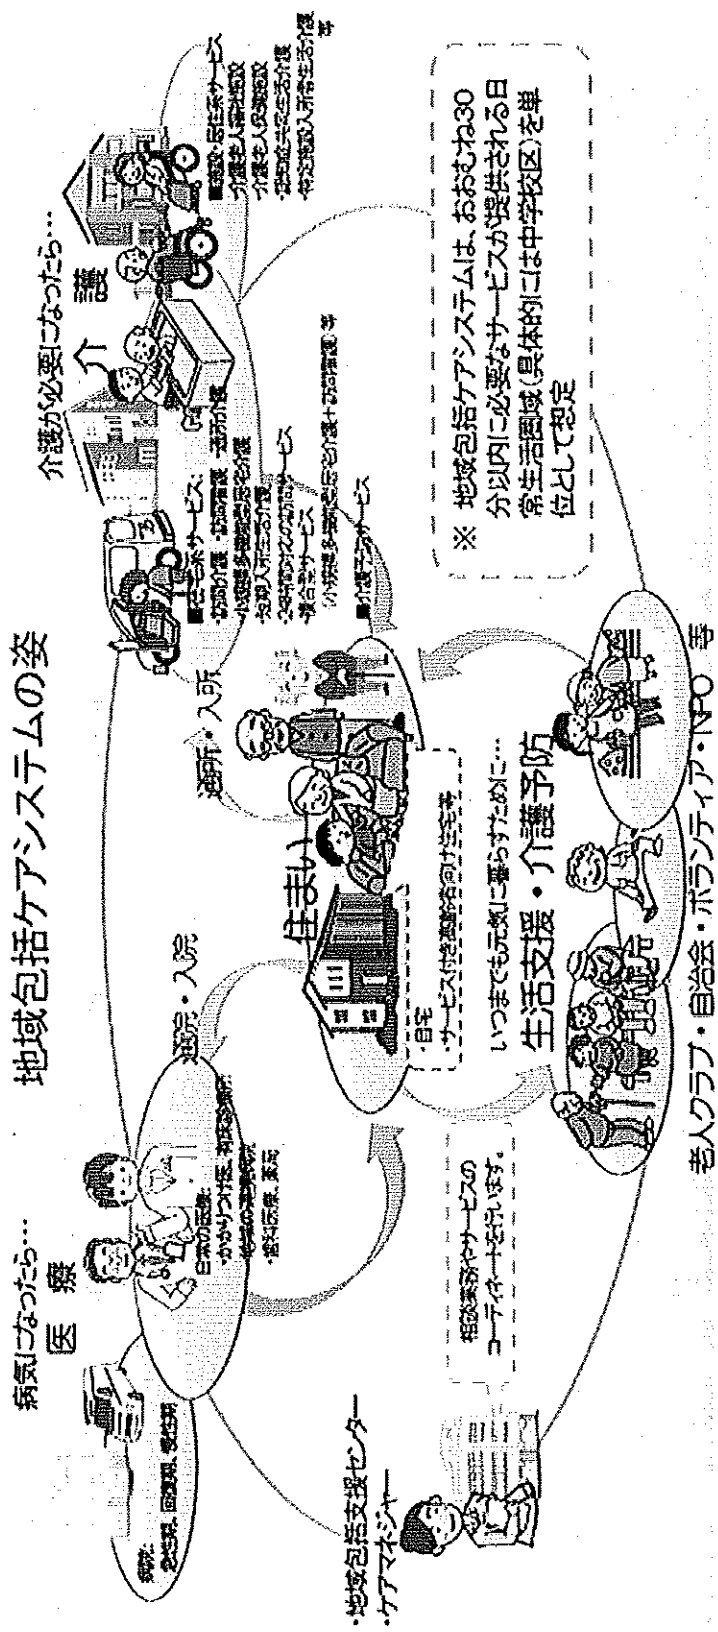 地域包括ケアシステムの姿
病気になったら…
医 療
病院:
急性期、回復期、慢性期
日常の医療:
・かかりつけ医、有床診療所
・地域の連携病院
・歯科医療、薬局
通院・入院
通所・入所
介護が必要になったら…
介 護
■在宅系サービス:
・訪問介護 ・訪問看護 ・通所介護
・小規模多機能型居宅介護
・短期入所生活介護
・24時間対応の訪問サービス
・複合型サービス
(小規模多機能型居宅介護+訪問看護)等
■介護予防サービス
■施設・居住系サービス
・介護老人福祉施設
・介護老人保健施設
・認知症共同生活介護
・特定施設入所者生活介護
等
住まい
・自宅
・サービス付き高齢者向け住宅等
・地域包括支援センター
・ケアマネジャー
相談業務やサービスの
コーディネートを行います。
いつまでも元気に暮らすために…
生活支援・介護予防
老人クラブ・自治会・ボランティア・NPO 等
※ 地域包括ケアシステムは、おおむね30
分以内に必要なサービスが提供される日
常生活圏域(具体的には中学校区)を単
位として想定